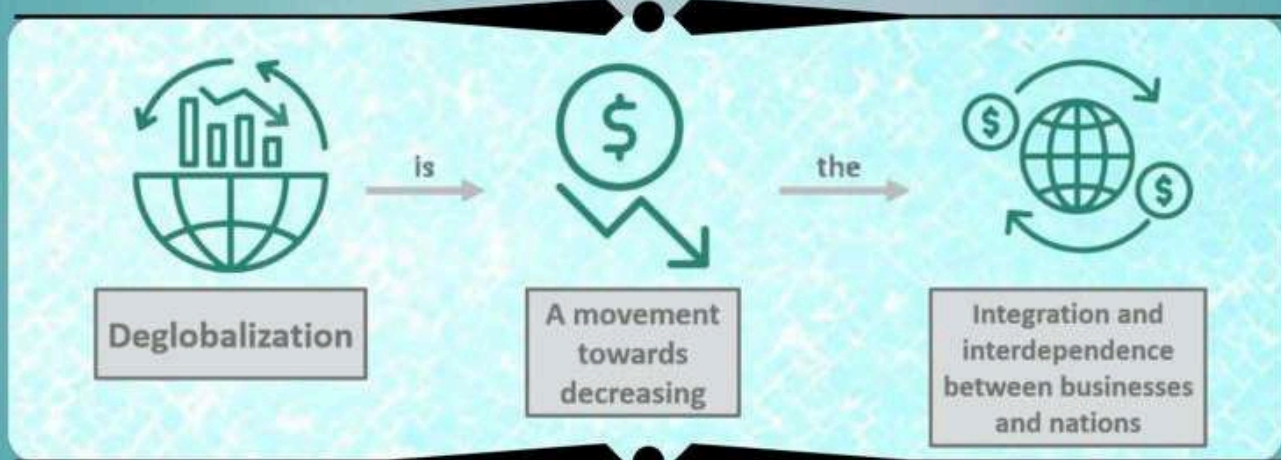 Deglobalization
is
A movement
towards
decreasing
the
Integration and
interdependence
between businesses
and nations
$
$
$